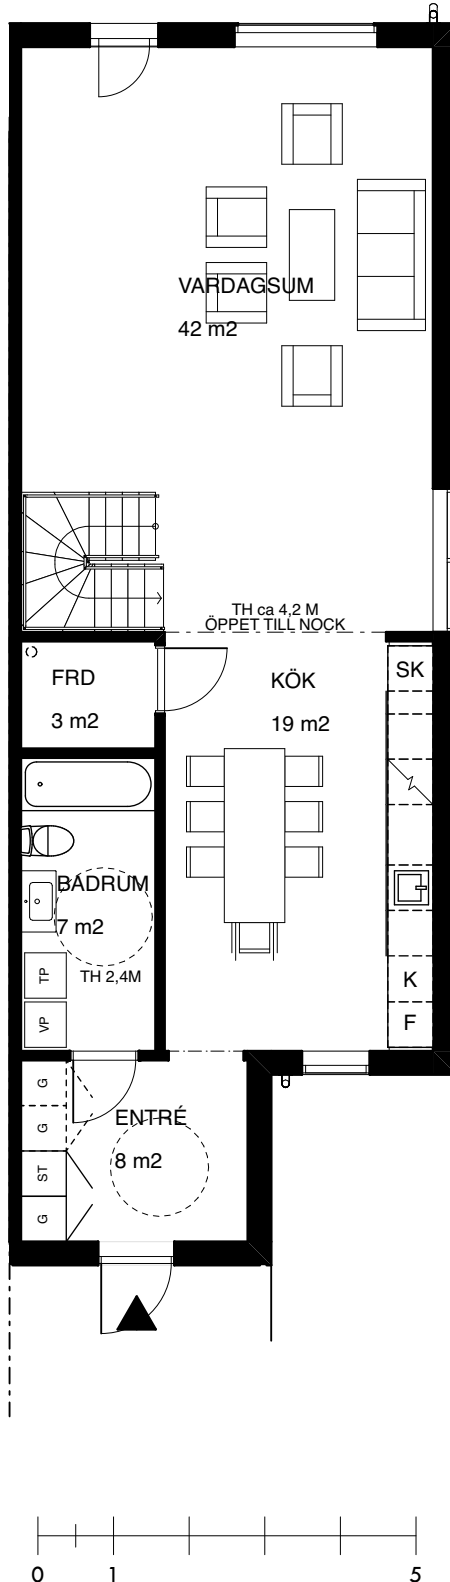 VARDAGSUM
42 m2
TH ca 4,2 M
ÖPPET TILL NOCK
FRD
3 m2
KÖK
19 m2
SK
BADRUM
7 m2
TH 2,4M
TP
VP
K
F
G
G
ST
G
ENTRÉ
8 m2
0 1 5